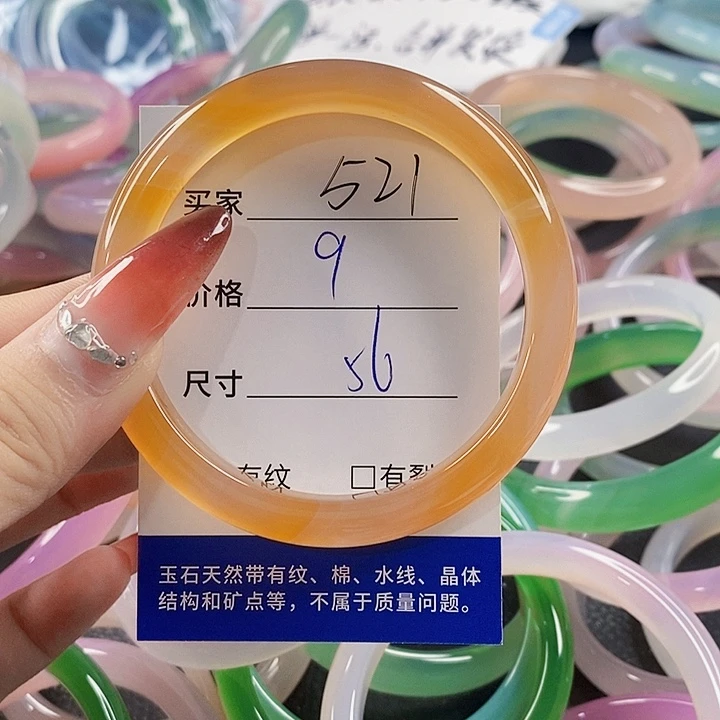 买家 521
价格 9
尺寸 56
有纹 □有裂
玉石天然带有纹、棉、水线、晶体
结构和矿点等，不属于质量问题。